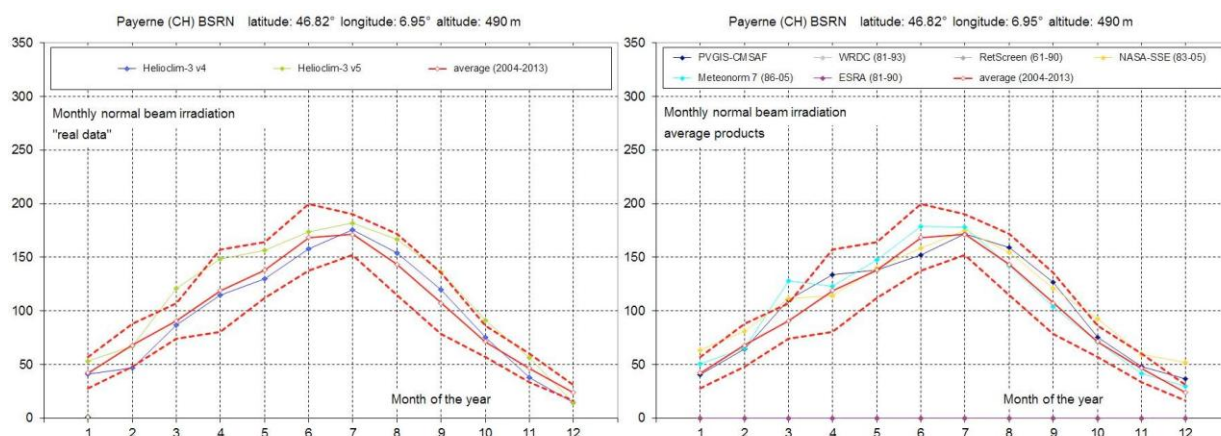 Payerne (CH) BSRN latitude: 46.82° longitude: 6.95° altitude: 490 m
350
300
250
200
150
100
50
0
Helioclim-3 v4
Helioclim-3 v5
average (2004-2013)
Monthly normal beam irradiation
"real data"
Month of the year
1 2 3 4 5 6 7 8 9 10 11 12
Payerne (CH) BSRN latitude: 46.82° longitude: 6.95° altitude: 490 m
350
300
250
200
150
100
50
0
PVGIS-CMSAF WRDC (81-93) RetScreen (61-90) NASA-SSE (83-05)
Meteonorm 7 (86-05) ESRA (81-90) average (2004-2013)
Monthly normal beam irradiation
average products
Month of the year
1 2 3 4 5 6 7 8 9 10 11 12